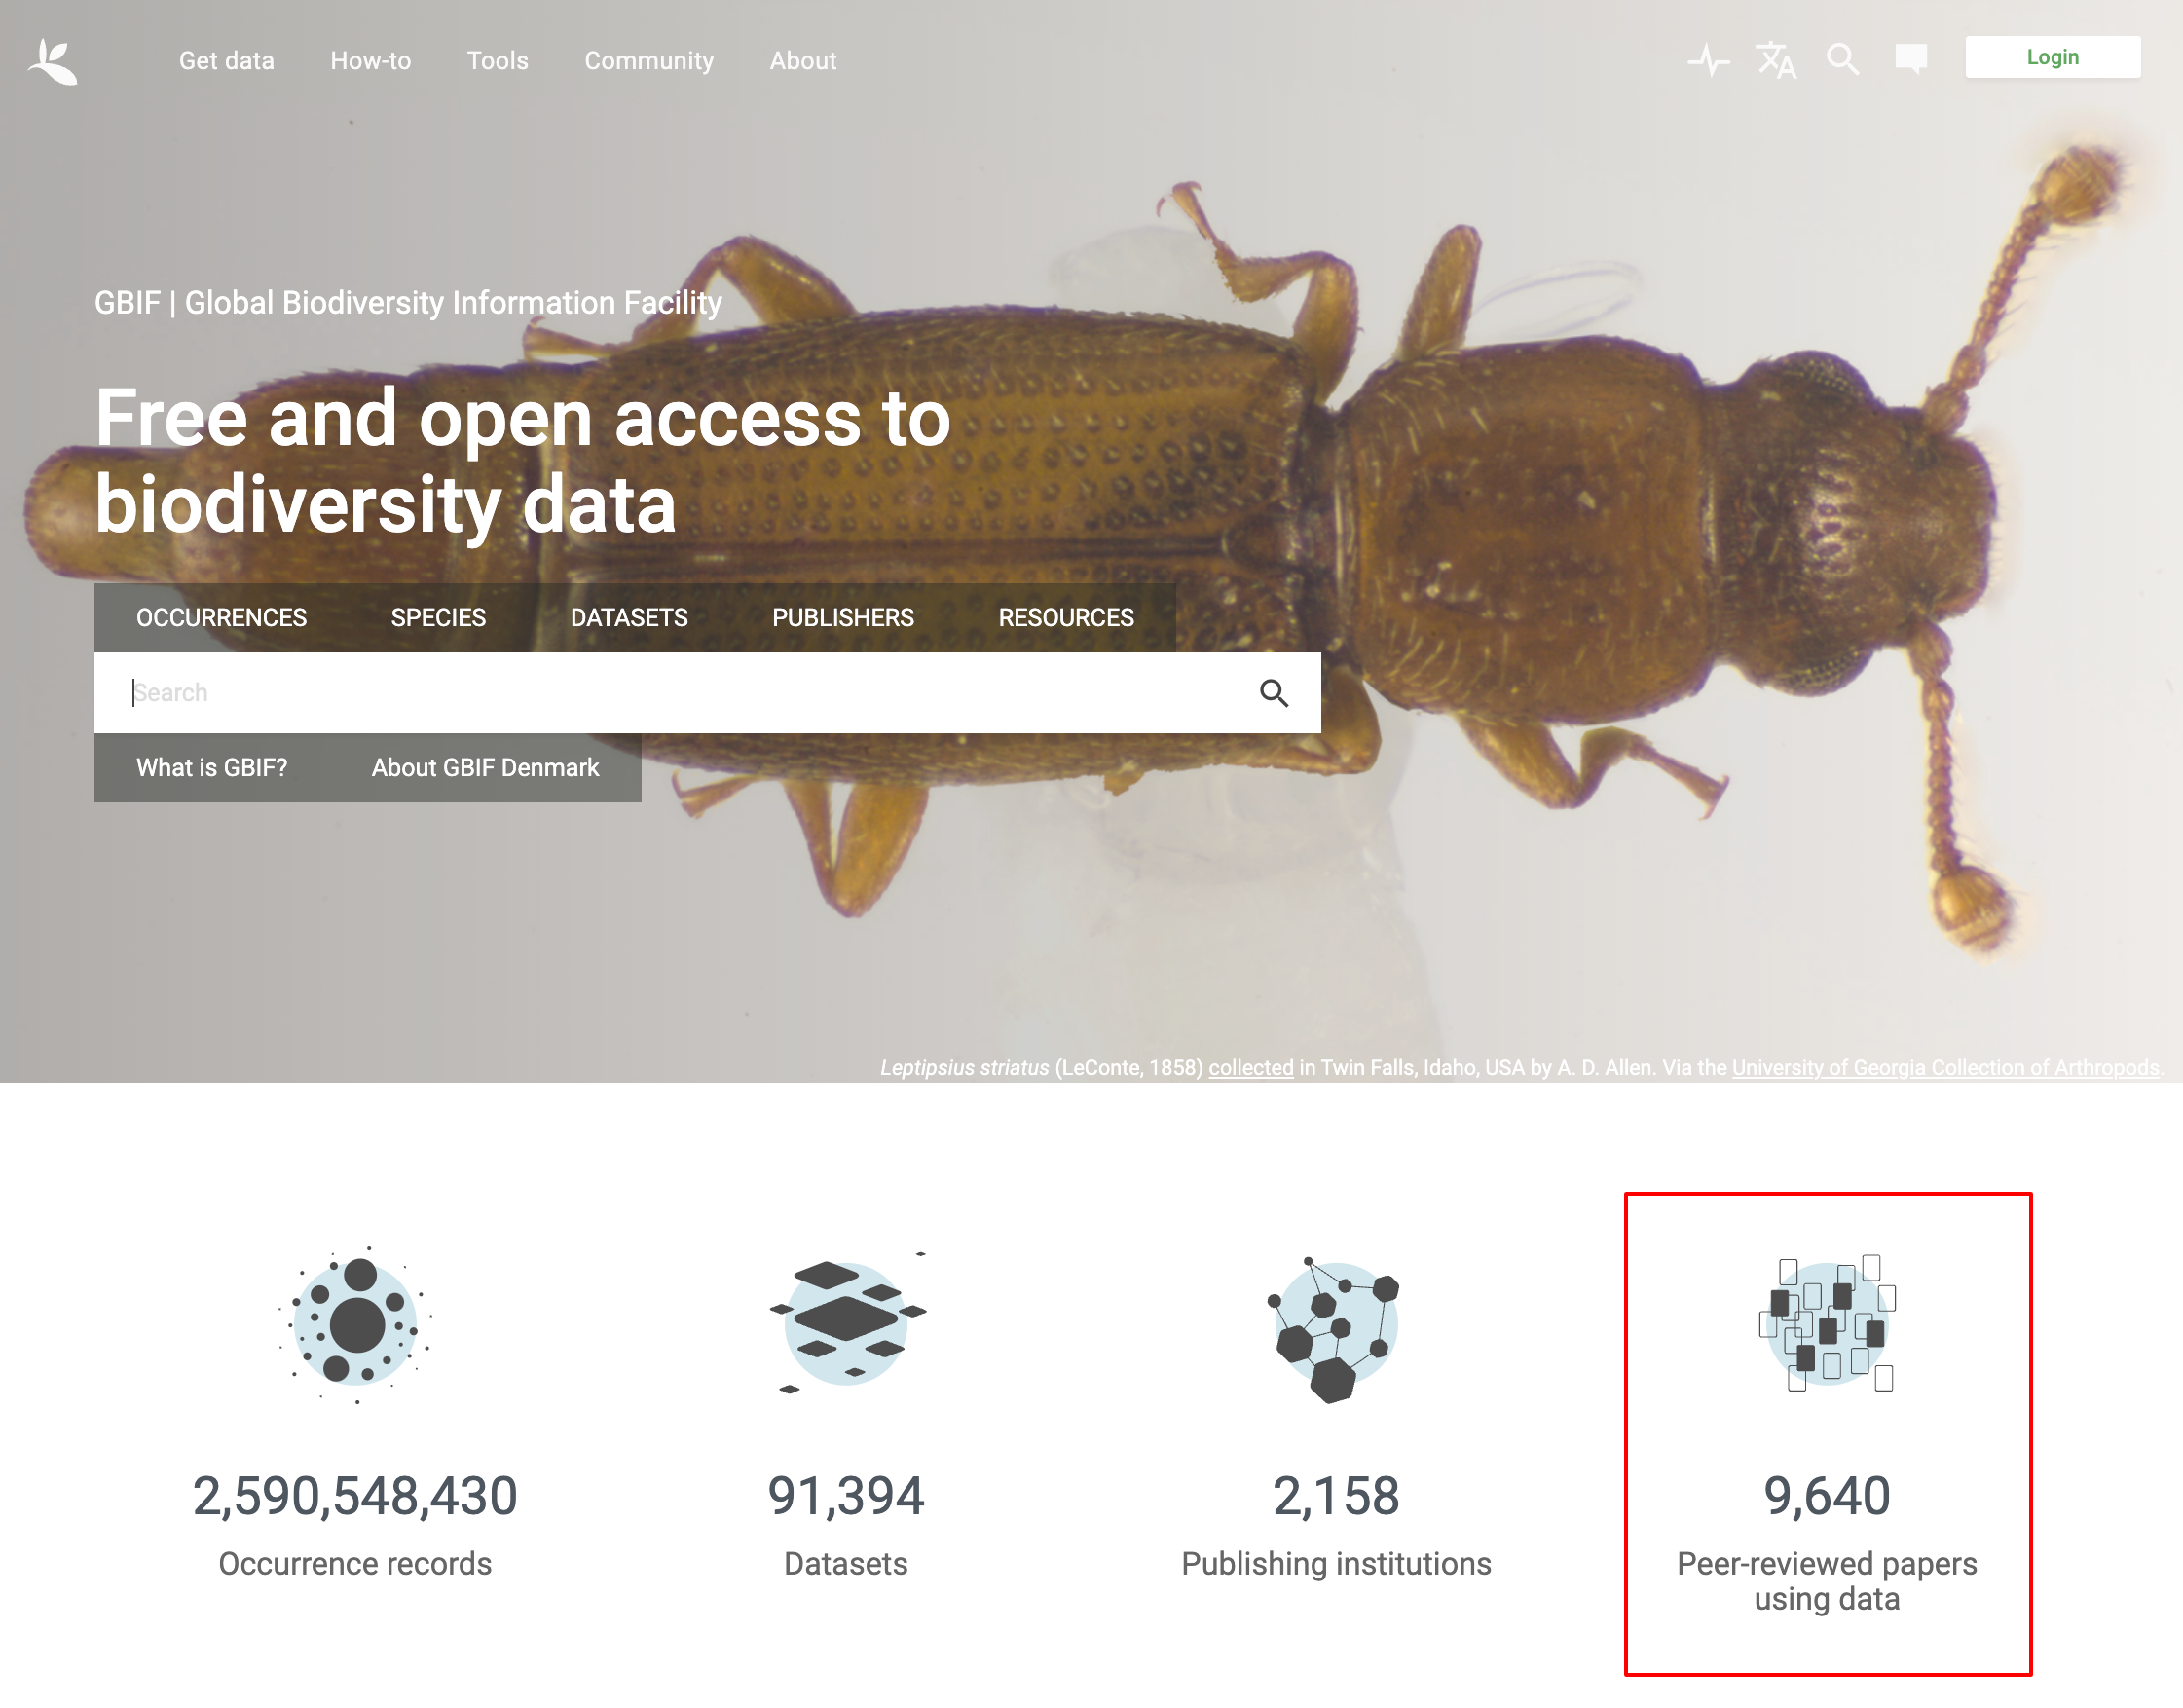 Get data How-to Tools Community About Login
GBIF | Global Biodiversity Information Facility
Free and open access to
biodiversity data
OCCURRENCES SPECIES DATASETS PUBLISHERS RESOURCES
Search
What is GBIF? About GBIF Denmark
Leptipsius striatus (LeConte, 1858) collected in Twin Falls, Idaho, USA by A. D. Allen. Via the University of Georgia Collection of Arthropods.
2,590,548,430
Occurrence records
91,394
Datasets
2,158
Publishing institutions
9,640
Peer-reviewed papers
using data